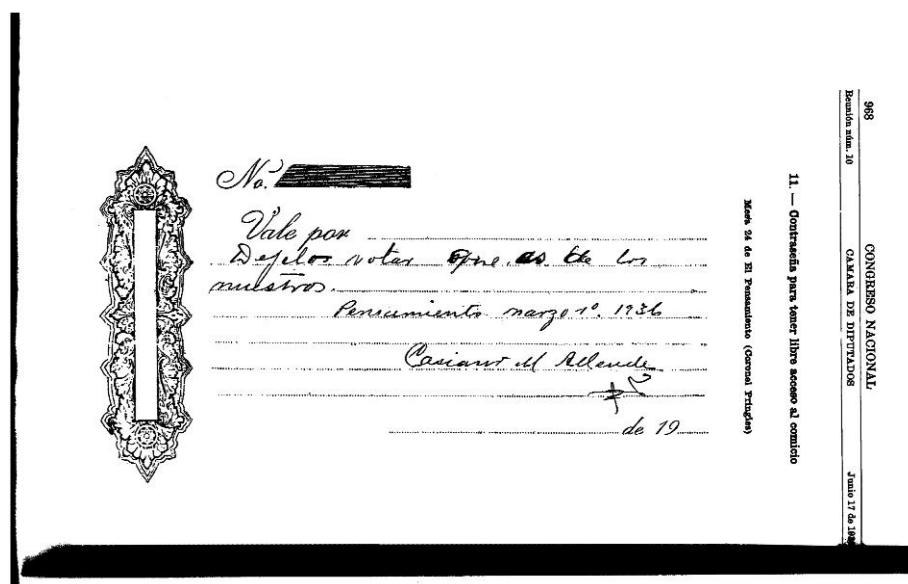 968
CONGRESO NACIONAL
Reunión núm. 10
CAMARA DE DIPUTADOS
Junio 17 de
11. — Contraseña para tener libre acceso al comicio
Mesa 24 de El Pensamiento (Coronel Pringles)
No.
Vale por
Dejelos votar que es de los
nuestros.
Pensamiento marzo 1º. 1936
Casiano M Allende
de 19